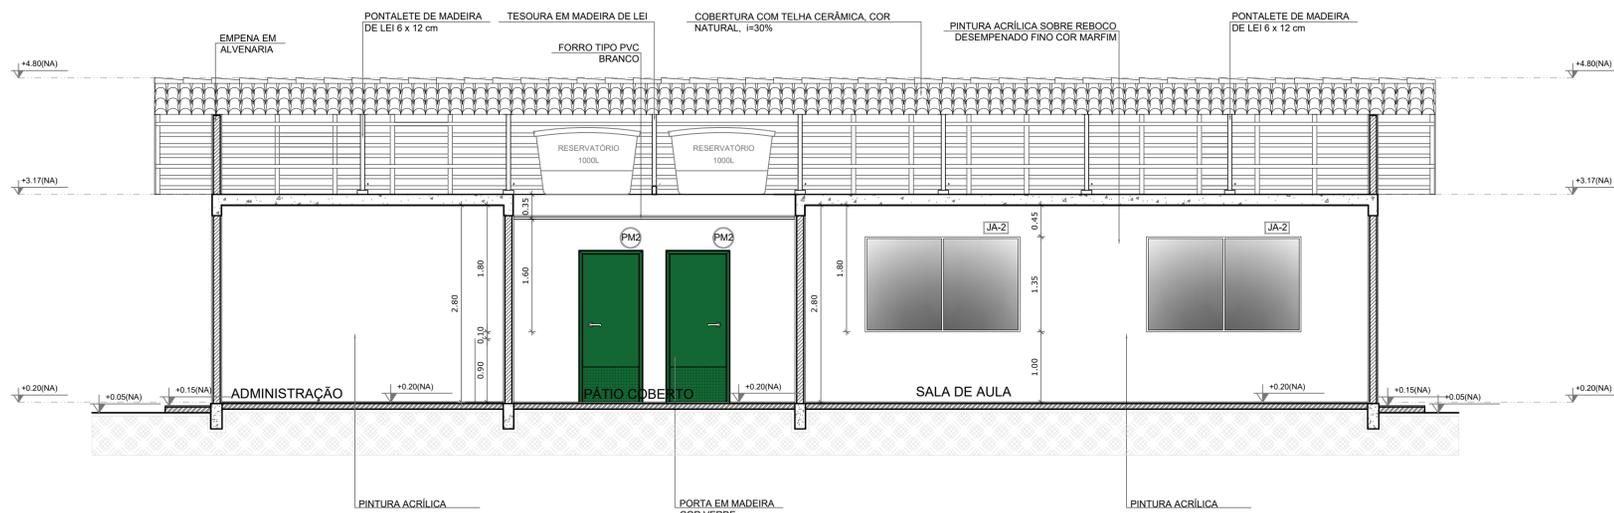 PONTALETE DE MADEIRA
DE LEI 6 x 12 cm
TESOURA EM MADEIRA DE LEI
COBERTURA COM TELHA CERÂMICA, COR
NATURAL, i=30%
PINTURA ACRÍLICA SOBRE REBOCO
DESEMPENADO FINO COR MARFIM
PONTALETE DE MADEIRA
DE LEI 6 x 12 cm
EMPENA EM
ALVENARIA
FORRO TIPO PVC
BRANCO
+4.80(NA)
+4.80(NA)
RESERVATÓRIO
1000L
RESERVATÓRIO
1000L
+3.17(NA)
+3.17(NA)
0.35
0.45
PM2
PM2
JA-2
JA-2
1.80
1.60
1.80
1.35
2.80
2.80
0.10
0.90
1.00
+0.20(NA)
+0.05(NA)
+0.15(NA)
ADMINISTRAÇÃO
+0.20(NA)
PÁTIO COBERTO
+0.20(NA)
SALA DE AULA
+0.20(NA)
+0.15(NA)
+0.05(NA)
+0.20(NA)
PINTURA ACRÍLICA
PORTA EM MADEIRA
COR VERDE
PINTURA ACRÍLICA